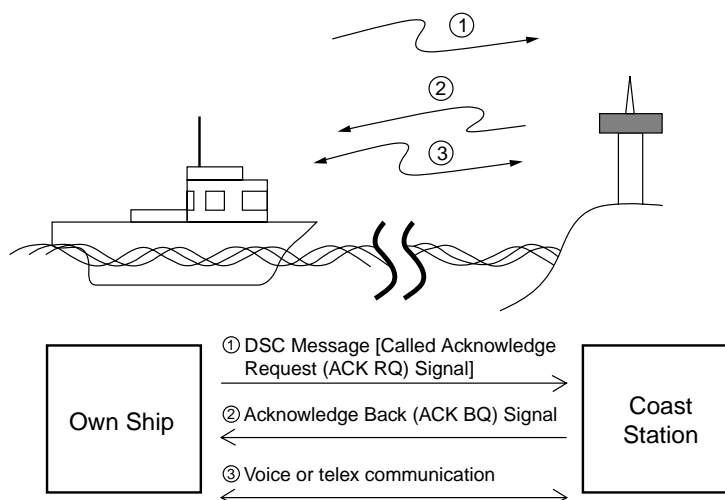 ①
②
③
① DSC Message [Called Acknowledge
Request (ACK RQ) Signal]
Own Ship
② Acknowledge Back (ACK BQ) Signal
Coast
Station
③ Voice or telex communication